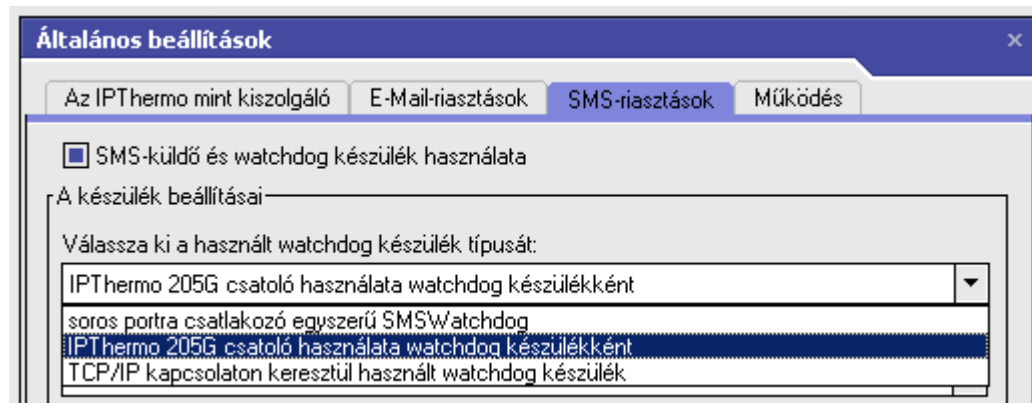 Általános beállítások
Az IPThermo mint kiszolgáló E-Mail-riasztások SMS-riasztások Működés
SMS-küldő és watchdog készülék használata
A készülék beállításai
Válassza ki a használt watchdog készülék típusát:
IPThermo 205G csatoló használata watchdog készülékként
soros portra csatlakozó egyszerű SMSWatchdog
IPThermo 205G csatoló használata watchdog készülékként
TCP/IP kapcsolaton keresztül használt watchdog készülék